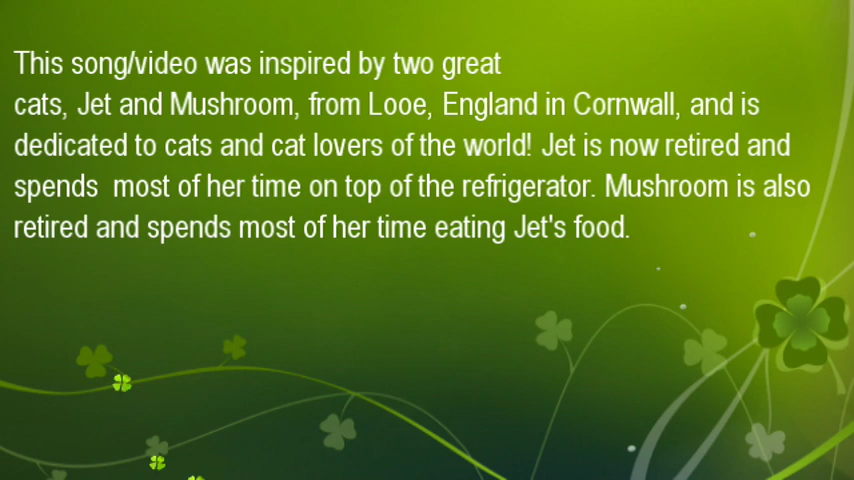 This song/video was inspired by two great
cats, Jet and Mushroom, from Looe, England in Cornwall, and is
dedicated to cats and cat lovers of the world! Jet is now retired and
spends  most of her time on top of the refrigerator. Mushroom is also
retired and spends most of her time eating Jet's food.